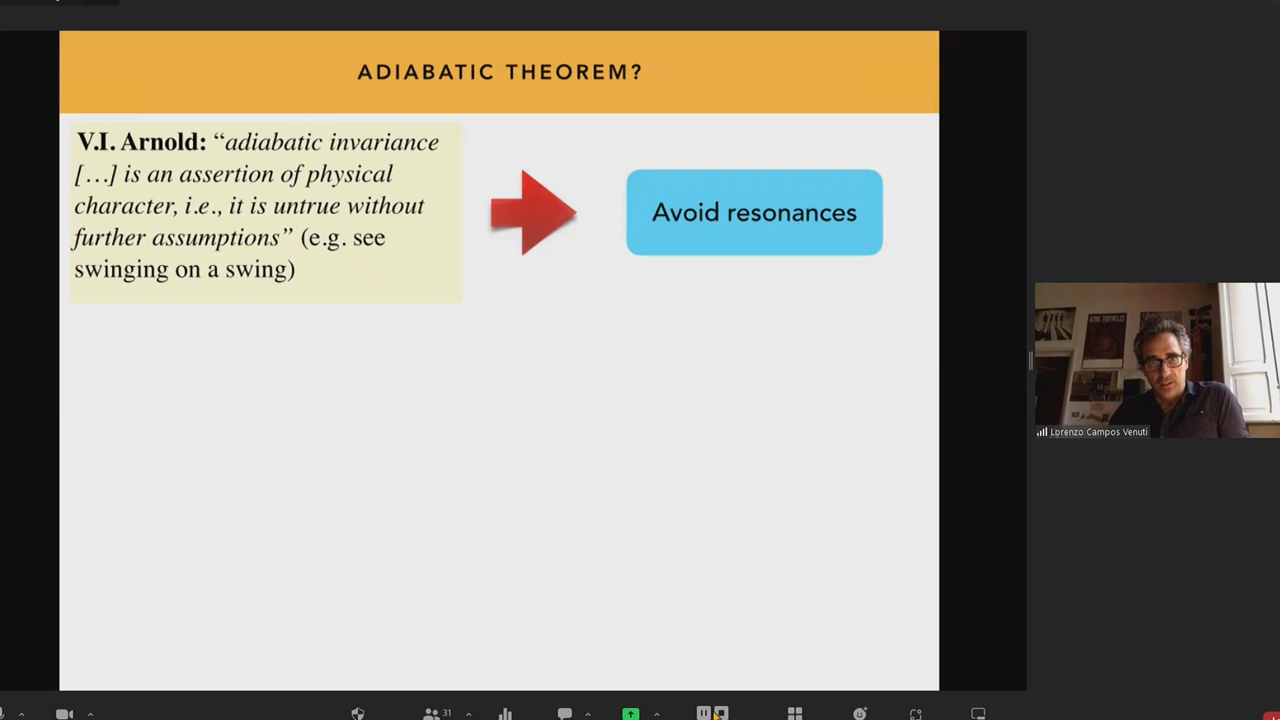 ADIABATIC THEOREM?
V.I. Arnold: “adiabatic invariance
[…] is an assertion of physical
character, i.e., it is untrue without
further assumptions” (e.g. see
swinging on a swing)
Avoid resonances
Lorenzo Campos Venuti
31